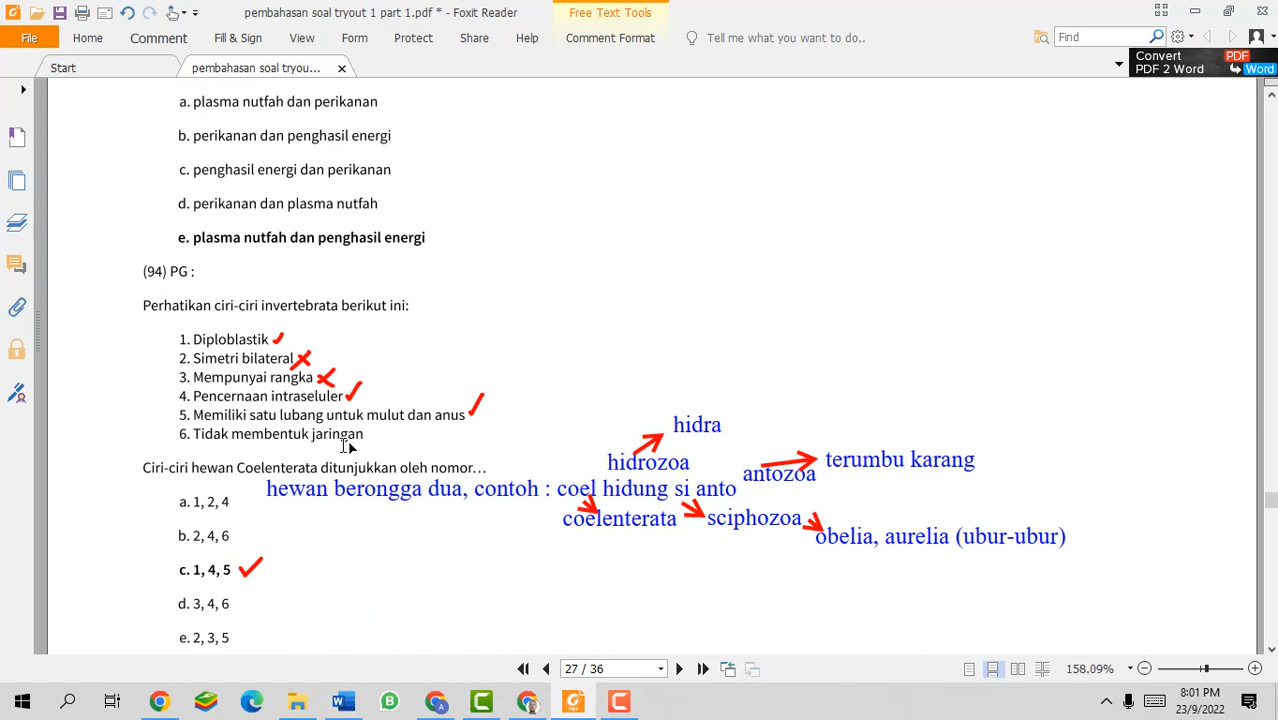 pembahasan soal tryout 1 part 1.pdf * - Foxit Reader
Free Text Tools
File
Home
Comment
Fill & Sign
View
Form
Protect
Share
Help
Comment Format
Tell me what you want to do..
Find
Start
pembahasan soal tryou...
Convert PDF
PDF 2 Word Word
a. plasma nutfah dan perikanan
b. perikanan dan penghasil energi
c. penghasil energi dan perikanan
d. perikanan dan plasma nutfah
e. plasma nutfah dan penghasil energi
(94) PG :
Perhatikan ciri-ciri invertebrata berikut ini:
1. Diploblastik
2. Simetri bilateral
3. Mempunyai rangka
4. Pencernaan intraseluler
5. Memiliki satu lubang untuk mulut dan anus
6. Tidak membentuk jaringan
hidra
hidrozoa
antozoa
terumbu karang
Ciri-ciri hewan Coelenterata ditunjukkan oleh nomor…
hewan berongga dua, contoh : coel hidung si anto
coelenterata
sciphozoa
obelia, aurelia (ubur-ubur)
a. 1, 2, 4
b. 2, 4, 6
c. 1, 4, 5
d. 3, 4, 6
e. 2, 3, 5
27 / 36
158.09%
8:01 PM
23/9/2022